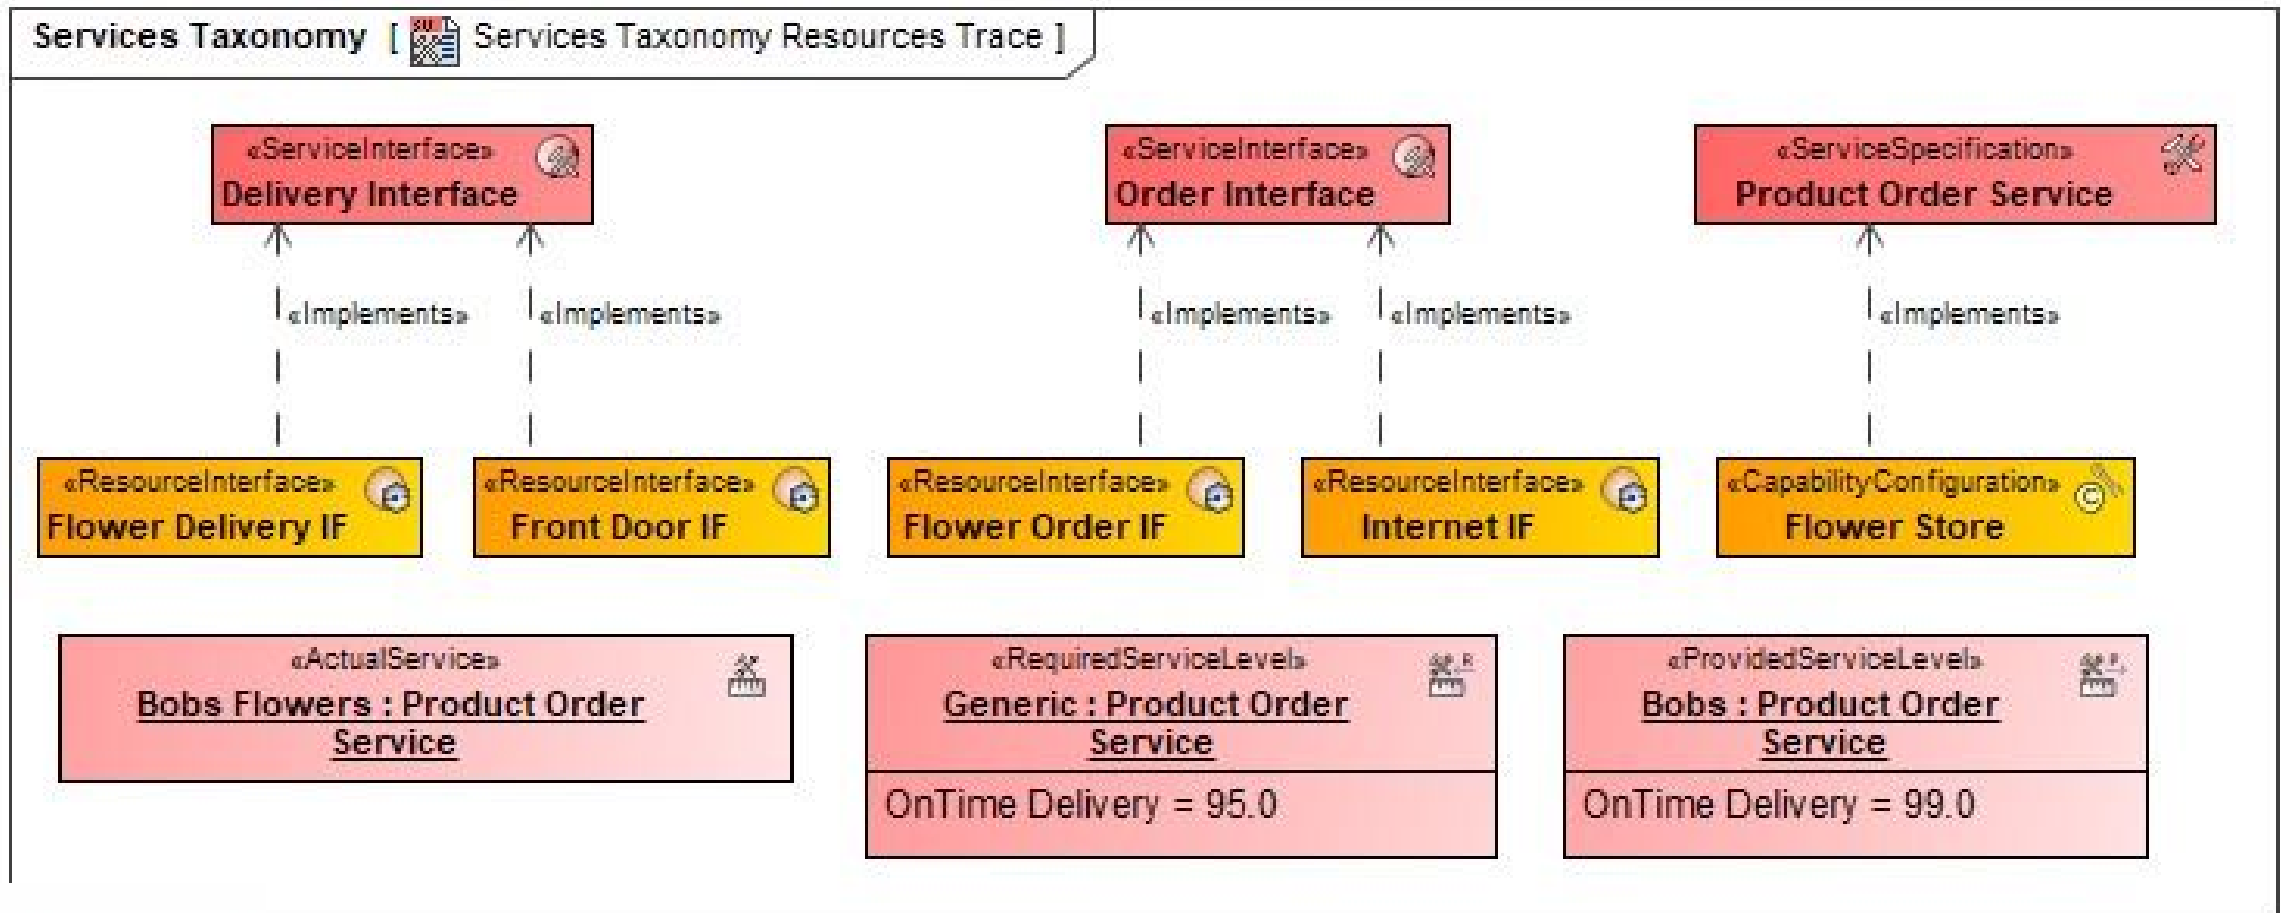 Services Taxonomy [ Services Taxonomy Resources Trace ]
«ServiceInterface»
Delivery Interface
«ServiceInterface»
Order Interface
«ServiceSpecification»
Product Order Service
«Implements»
«Implements»
«Implements»
«Implements»
«Implements»
«ResourceInterface»
Flower Delivery IF
«ResourceInterface»
Front Door IF
«ResourceInterface»
Flower Order IF
«ResourceInterface»
Internet IF
«CapabilityConfiguration»
Flower Store
«ActualService»
Bobs Flowers : Product Order
Service
«RequiredServiceLevel»
Generic : Product Order
Service
OnTime Delivery = 95.0
«ProvidedServiceLevel»
Bobs : Product Order
Service
OnTime Delivery = 99.0